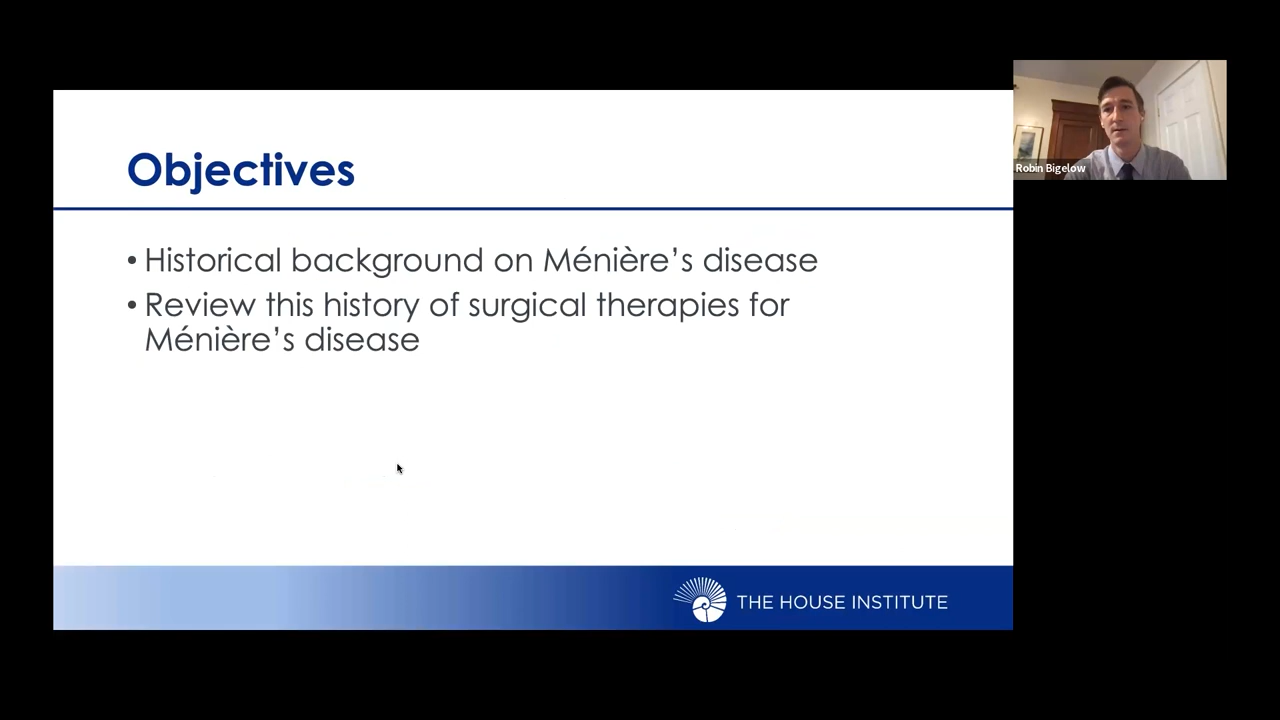 Objectives
• Historical background on Ménière’s disease
• Review this history of surgical therapies for
Ménière’s disease
THE HOUSE INSTITUTE
Robin Bigelow